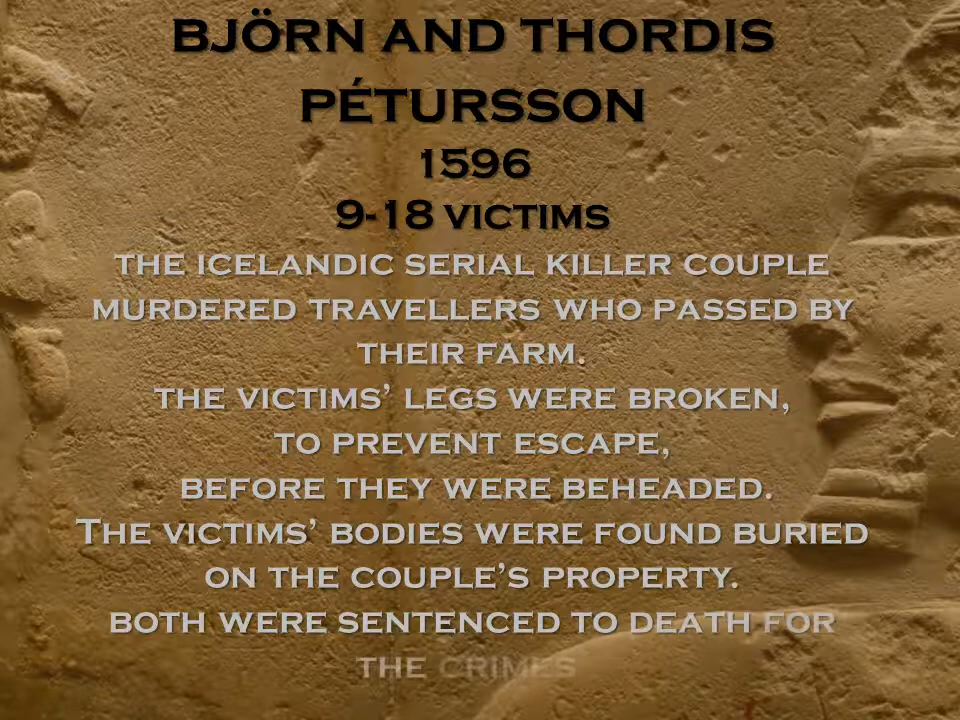 BJÖRN AND THORDIS
PÉTURSSON
1596
9-18 VICTIMS
THE ICELANDIC SERIAL KILLER COUPLE
MURDERED TRAVELLERS WHO PASSED BY
THEIR FARM.
THE VICTIMS’ LEGS WERE BROKEN,
TO PREVENT ESCAPE,
BEFORE THEY WERE BEHEADED.
THE VICTIMS’ BODIES WERE FOUND BURIED
ON THE COUPLE’S PROPERTY.
BOTH WERE SENTENCED TO DEATH FOR
THE CRIMES